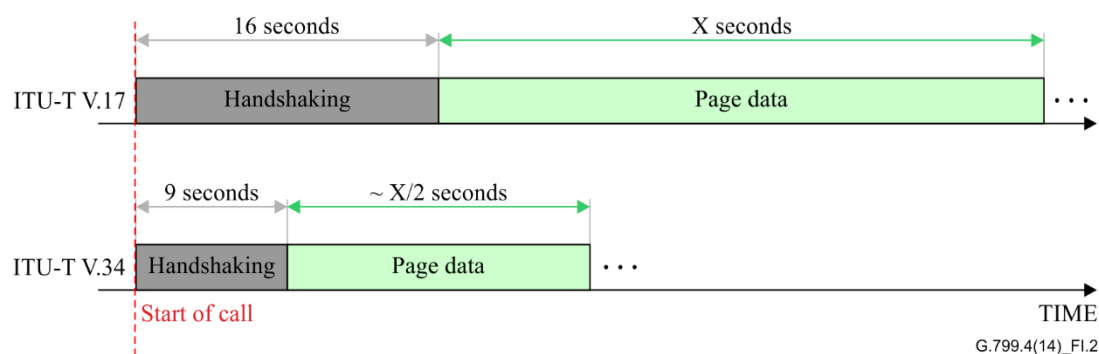 16 seconds
X seconds
ITU-T V.17
Handshaking
Page data
• • •
9 seconds
~ X/2 seconds
ITU-T V.34
Handshaking
Page data
• • •
Start of call
TIME
G.799.4(14)_FI.2